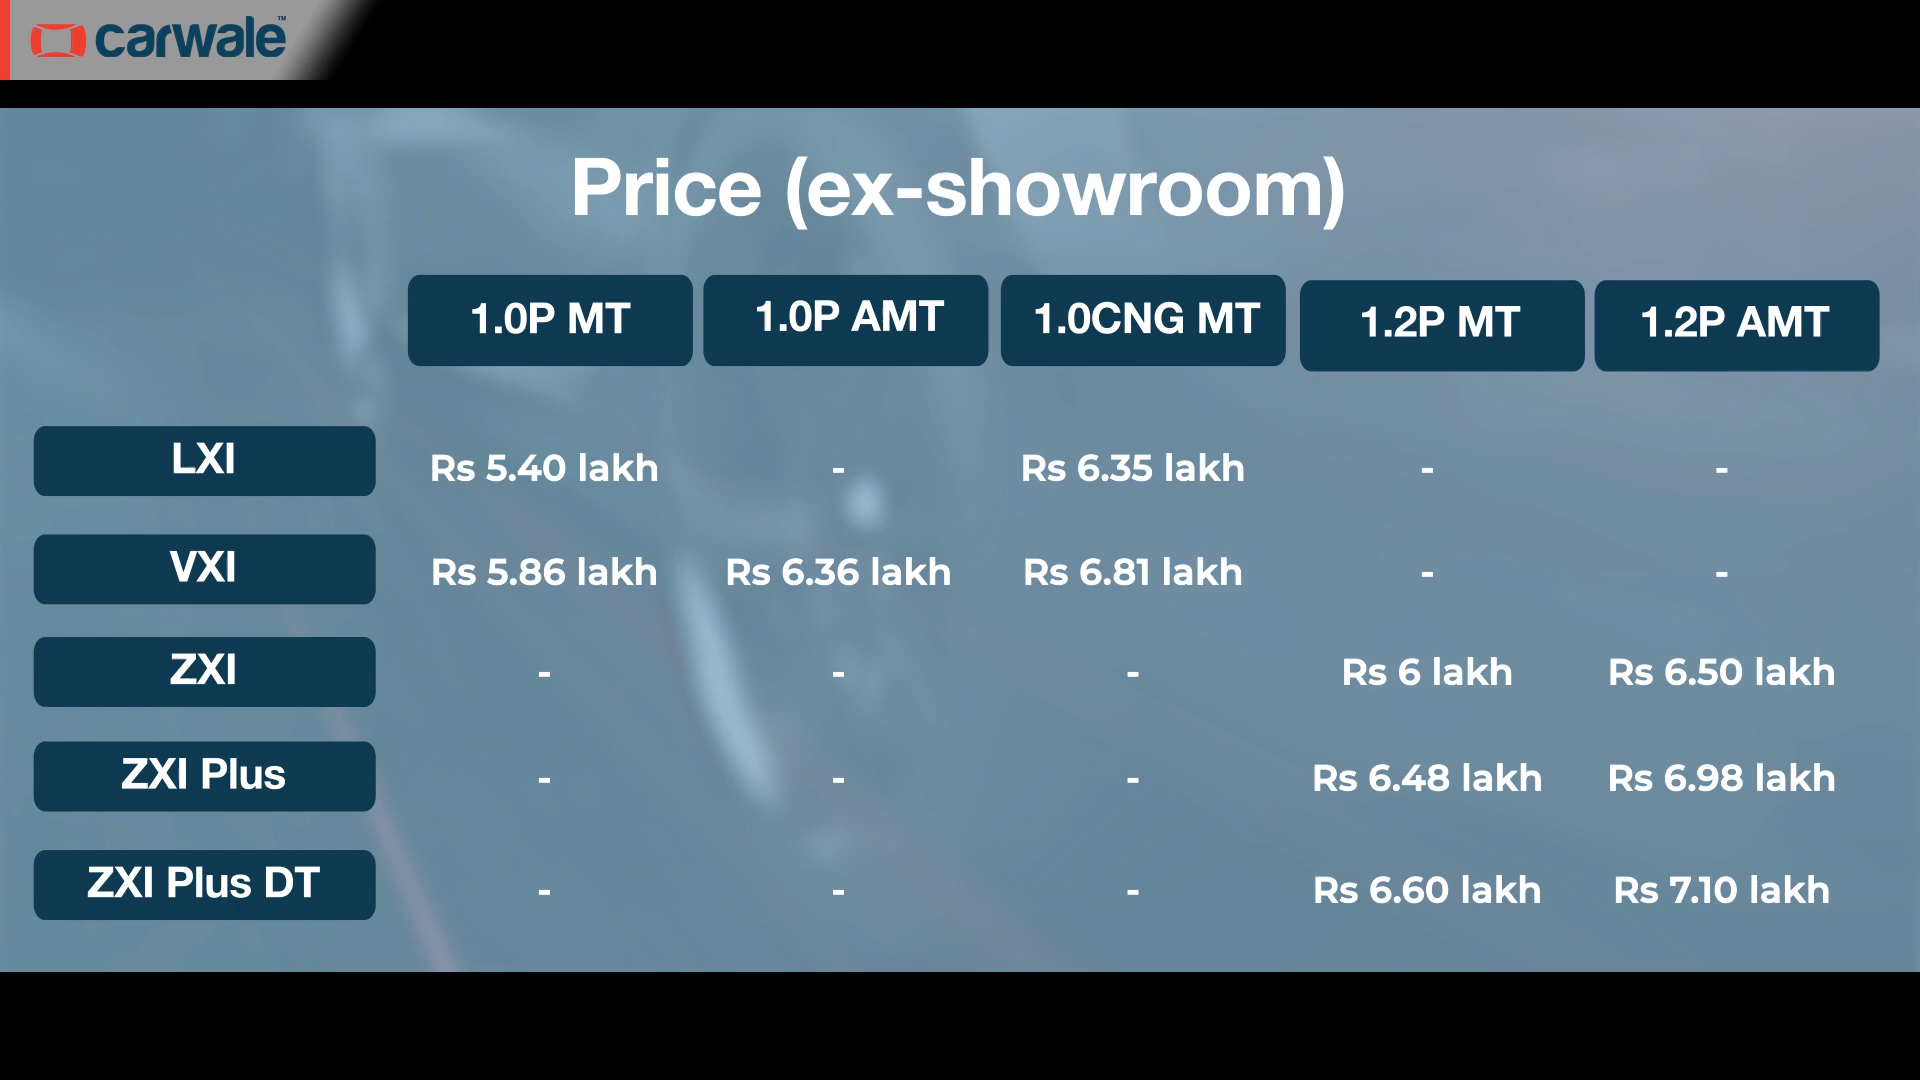 carwale™
Price (ex-showroom)
1.0P MT 1.0P AMT 1.0CNG MT 1.2P MT 1.2P AMT
LXI Rs 5.40 lakh - Rs 6.35 lakh - -
VXI Rs 5.86 lakh Rs 6.36 lakh Rs 6.81 lakh - -
ZXI - - - Rs 6 lakh Rs 6.50 lakh
ZXI Plus - - - Rs 6.48 lakh Rs 6.98 lakh
ZXI Plus DT - - - Rs 6.60 lakh Rs 7.10 lakh